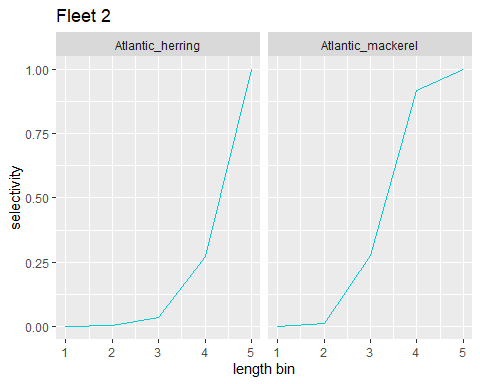 Fleet 2
Atlantic_herring Atlantic_mackerel
1.00
0.75
0.50
0.25
0.00
selectivity
1 2 3 4 5 1 2 3 4 5
length bin